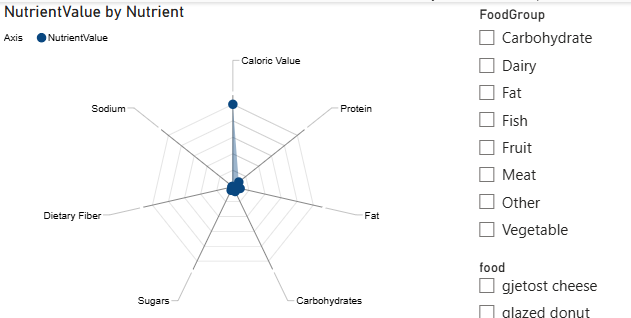 NutrientValue by Nutrient
Axis NutrientValue
Caloric Value
Sodium
Protein
Dietary Fiber
Fat
Sugars
Carbohydrates
FoodGroup
Carbohydrate
Dairy
Fat
Fish
Fruit
Meat
Other
Vegetable
food
gjetost cheese
glazed donut